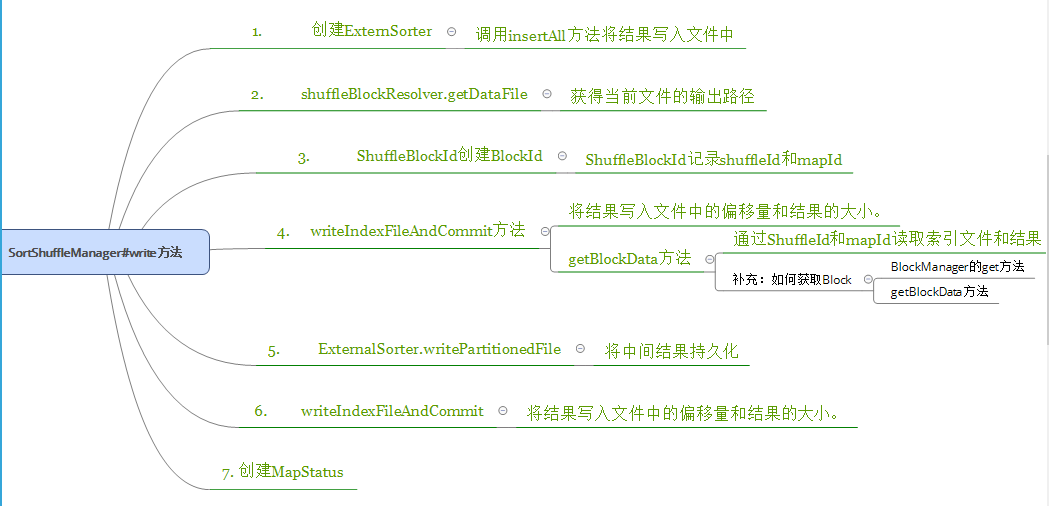 1. 创建ExternSorter
调用insertAll方法将结果写入文件中
2. shuffleBlockResolver.getDataFile
获得当前文件的输出路径
3. ShuffleBlockId创建BlockId
ShuffleBlockId记录shuffleId和mapId
SortShuffleManager#write方法
4. writeIndexFileAndCommit方法
将结果写入文件中的偏移量和结果的大小。
getBlockData方法
通过ShuffleId和mapId读取索引文件和结果
补充：如何获取Block
BlockManager的get方法
getBlockData方法
5. ExternalSorter.writePartitionedFile
将中间结果持久化
6. writeIndexFileAndCommit
将结果写入文件中的偏移量和结果的大小。
7. 创建MapStatus